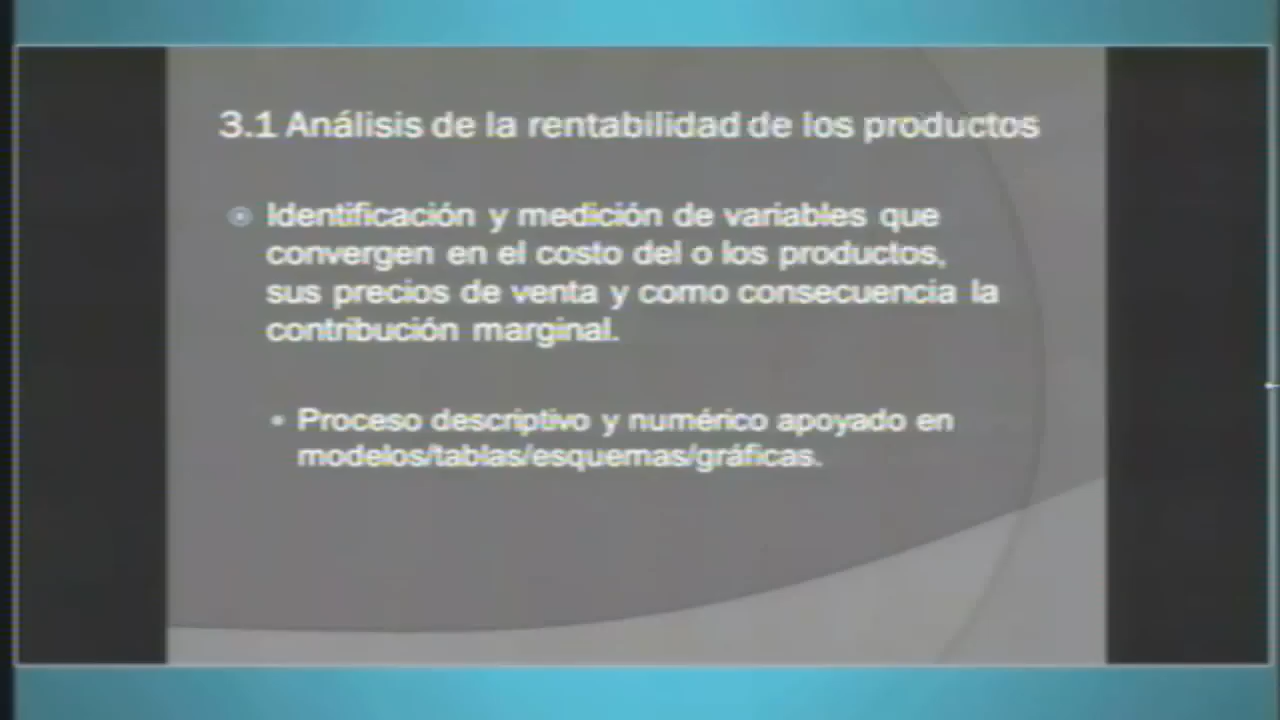 3.1 Análisis de la rentabilidad de los productos
Identificación y medición de variables que
convergen en el costo del o los productos,
sus precios de venta y como consecuencia la
contribución marginal.
Proceso descriptivo y numérico apoyado en
modelos/tablas/esquemas/gráficas.